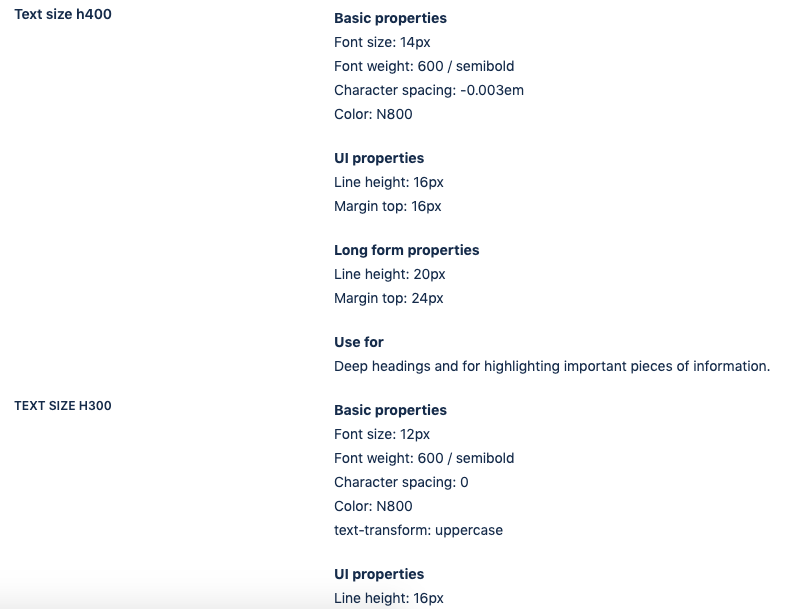 Text size h400
Basic properties
Font size: 14px
Font weight: 600 / semibold
Character spacing: -0.003em
Color: N800
UI properties
Line height: 16px
Margin top: 16px
Long form properties
Line height: 20px
Margin top: 24px
Use for
Deep headings and for highlighting important pieces of information.
TEXT SIZE H300
Basic properties
Font size: 12px
Font weight: 600 / semibold
Character spacing: 0
Color: N800
text-transform: uppercase
UI properties
Line height: 16px